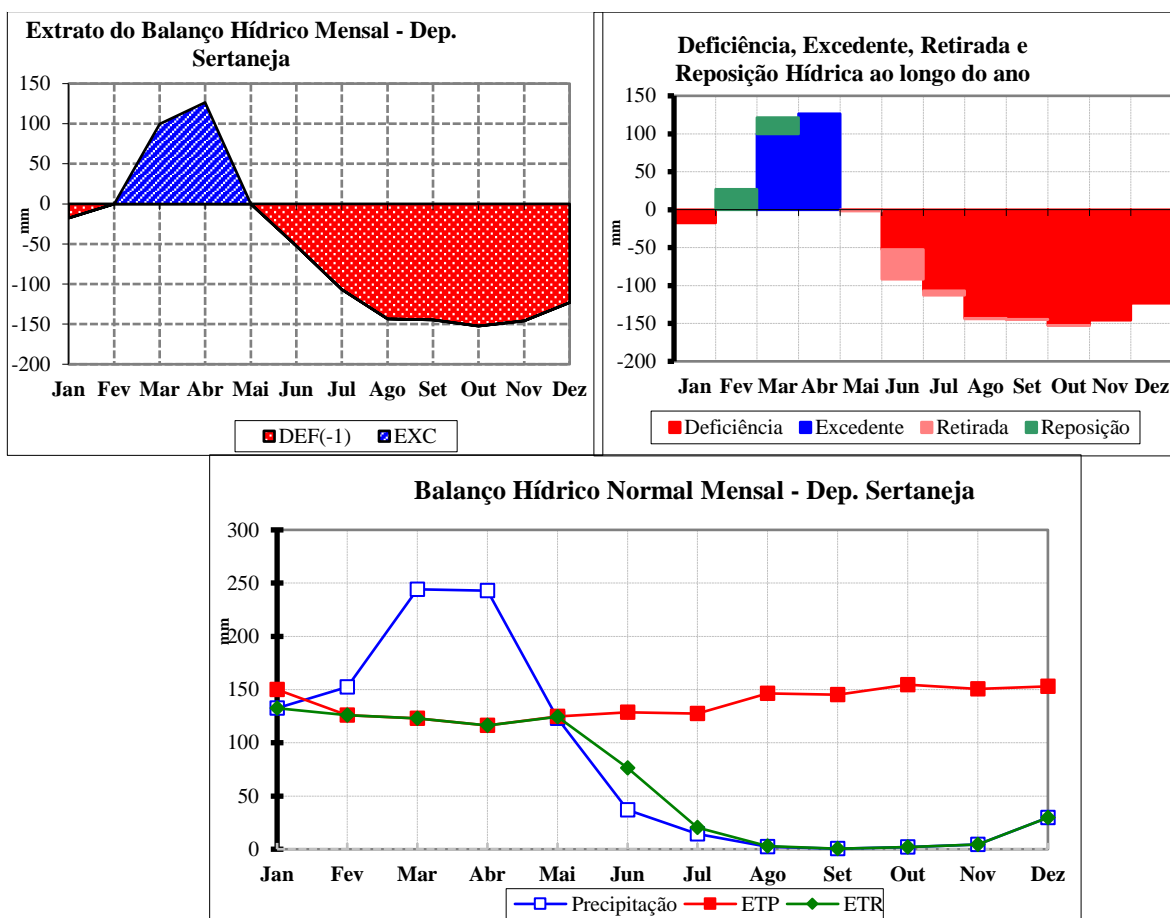 Extrato do Balanço Hídrico Mensal - Dep.
Sertaneja
150
100
50
0
-50
-100
-150
-200
mm
Jan Fev Mar Abr Mai Jun Jul Ago Set Out Nov Dez
DEF(-1) EXC
Deficiência, Excedente, Retirada e
Reposição Hídrica ao longo do ano
150
100
50
0
-50
-100
-150
-200
mm
Jan Fev Mar Abr Mai Jun Jul Ago Set Out Nov Dez
Deficiência Excedente Retirada Reposição
Balanço Hídrico Normal Mensal - Dep. Sertaneja
300
250
200
150
100
50
0
mm
Jan Fev Mar Abr Mai Jun Jul Ago Set Out Nov Dez
Precipitação ETP ETR